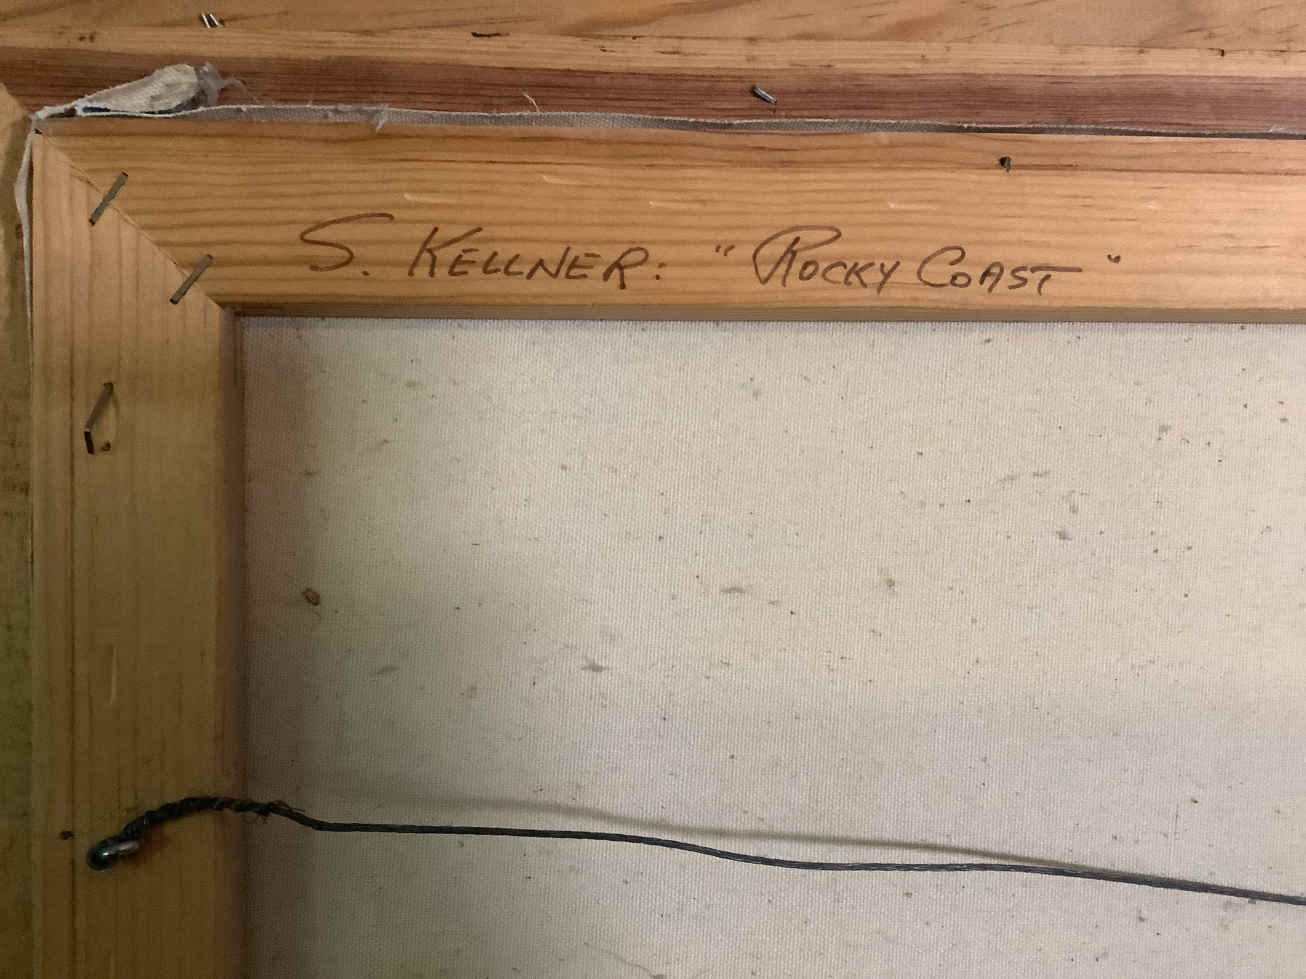 S. KELLNER: "ROCKY COAST"